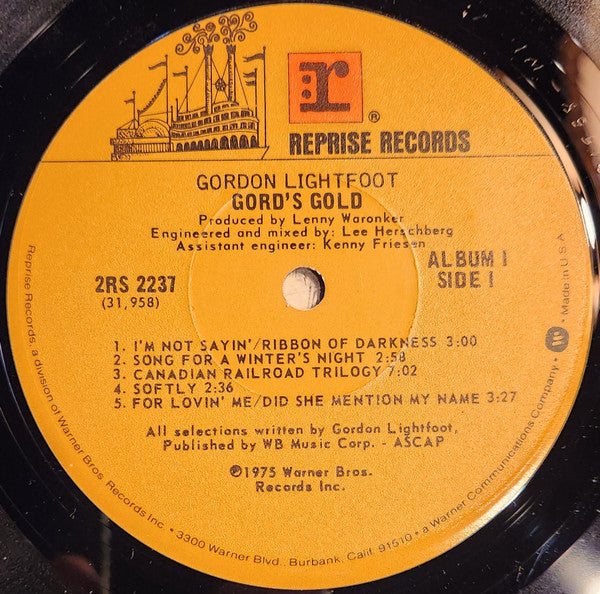 r ®
REPRISE RECORDS
GORDON LIGHTFOOT
GORD'S GOLD
Produced by Lenny Waronker
Engineered and mixed by: Lee Herschberg
Assistant engineer: Kenny Friesen
2RS 2237
(31,958)
ALBUM I
SIDE I
1. I'M NOT SAYIN'/RIBBON OF DARKNESS 3:00
2. SONG FOR A WINTER'S NIGHT 2:58
3. CANADIAN RAILROAD TRILOGY 7:02
4. SOFTLY 2:36
5. FOR LOVIN' ME/DID SHE MENTION MY NAME 3:27
All selections written by Gordon Lightfoot,
Published by WB Music Corp. - ASCAP
℗1975 Warner Bros.
Records Inc.
Reprise Records, a division of Warner Bros. Records Inc. • 3300 Warner Blvd., Burbank, Calif. 91510 • a Warner Communications Company • Made in U.S.A.